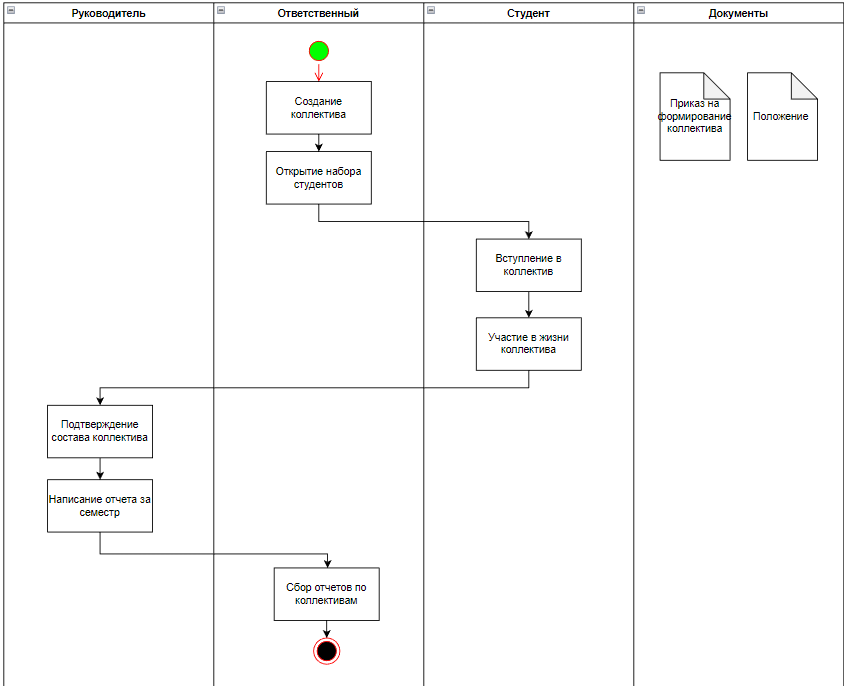 Руководитель
Ответственный
Студент
Документы
Создание
коллектива
Приказ на
формирование
коллектива
Положение
Открытие набора
студентов
Вступление в
коллектив
Участие в жизни
коллектива
Подтверждение
состава коллектива
Написание отчета за
семестр
Сбор отчетов по
коллективам